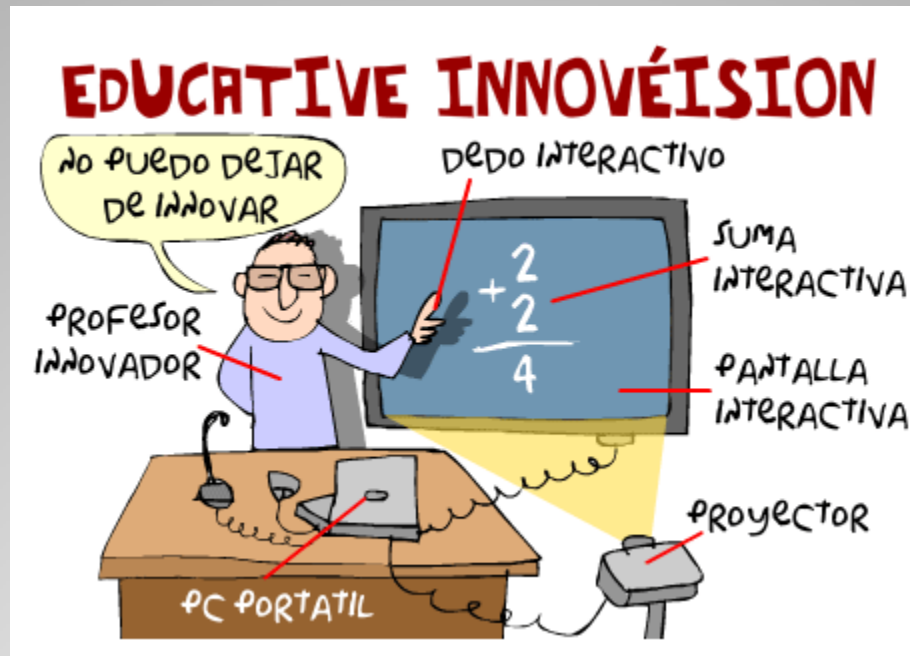 EDUCATIVE INNOVÉISION
NO PUEDO DEJAR
DE INNOVAR
DEDO INTERACTIVO
SUMA
INTERACTIVA
PROFESOR
INNOVADOR
+ 2
2
4
PANTALLA
INTERACTIVA
PROYECTOR
PC PORTATIL